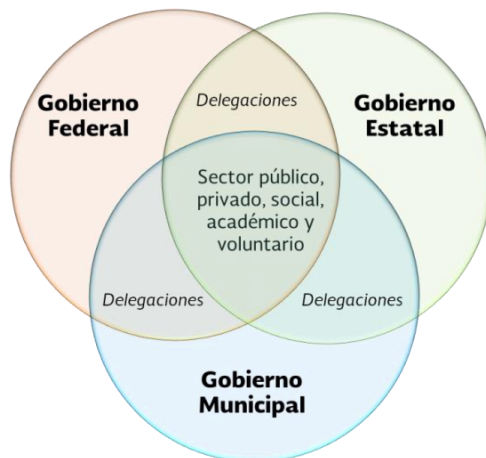 Delegaciones
Gobierno
Federal
Gobierno
Estatal
Sector público,
privado, social,
académico y
voluntario
Delegaciones
Delegaciones
Gobierno
Municipal